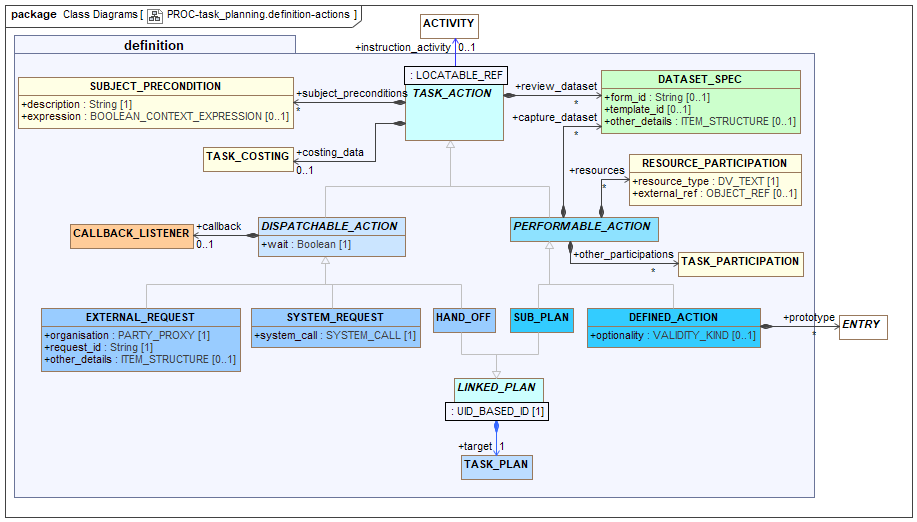 package Class Diagrams [ PROC-task_planning.definition-actions ]
ACTIVITY
definition
+instruction_activity 0..1
: LOCATABLE_REF
TASK_ACTION
SUBJECT_PRECONDITION
+description : String [1]
+expression : BOOLEAN_CONTEXT_EXPRESSION [0..1]
+subject_preconditions
*
+review_dataset
*
DATASET_SPEC
+form_id : String [0..1]
+template_id [0..1]
+other_details : ITEM_STRUCTURE [0..1]
+capture_dataset
*
TASK_COSTING
+costing_data
0..1
+resources
*
RESOURCE_PARTICIPATION
+resource_type : DV_TEXT [1]
+external_ref : OBJECT_REF [0..1]
CALLBACK_LISTENER
+callback
0..1
DISPATCHABLE_ACTION
+wait : Boolean [1]
PERFORMABLE_ACTION
+other_participations
*
TASK_PARTICIPATION
EXTERNAL_REQUEST
+organisation : PARTY_PROXY [1]
+request_id : String [1]
+other_details : ITEM_STRUCTURE [0..1]
SYSTEM_REQUEST
+system_call : SYSTEM_CALL [1]
HAND_OFF
SUB_PLAN
DEFINED_ACTION
+optionality : VALIDITY_KIND [0..1]
+prototype
*
ENTRY
LINKED_PLAN
: UID_BASED_ID [1]
+target 1
TASK_PLAN